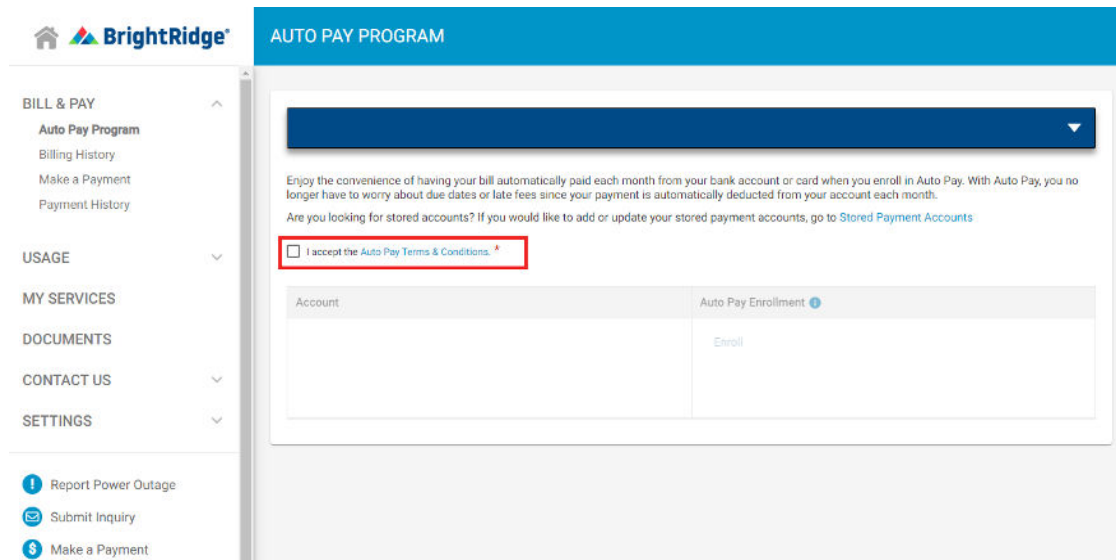 BrightRidge®
AUTO PAY PROGRAM
BILL & PAY
Auto Pay Program
Billing History
Make a Payment
Payment History
USAGE
MY SERVICES
DOCUMENTS
CONTACT US
SETTINGS
Report Power Outage
Submit Inquiry
Make a Payment
Enjoy the convenience of having your bill automatically paid each month from your bank account or card when you enroll in Auto Pay. With Auto Pay, you no
longer have to worry about due dates or late fees since your payment is automatically deducted from your account each month.
Are you looking for stored accounts? If you would like to add or update your stored payment accounts, go to Stored Payment Accounts
I accept the Auto Pay Terms & Conditions. *
Account
Auto Pay Enrollment
Enroll